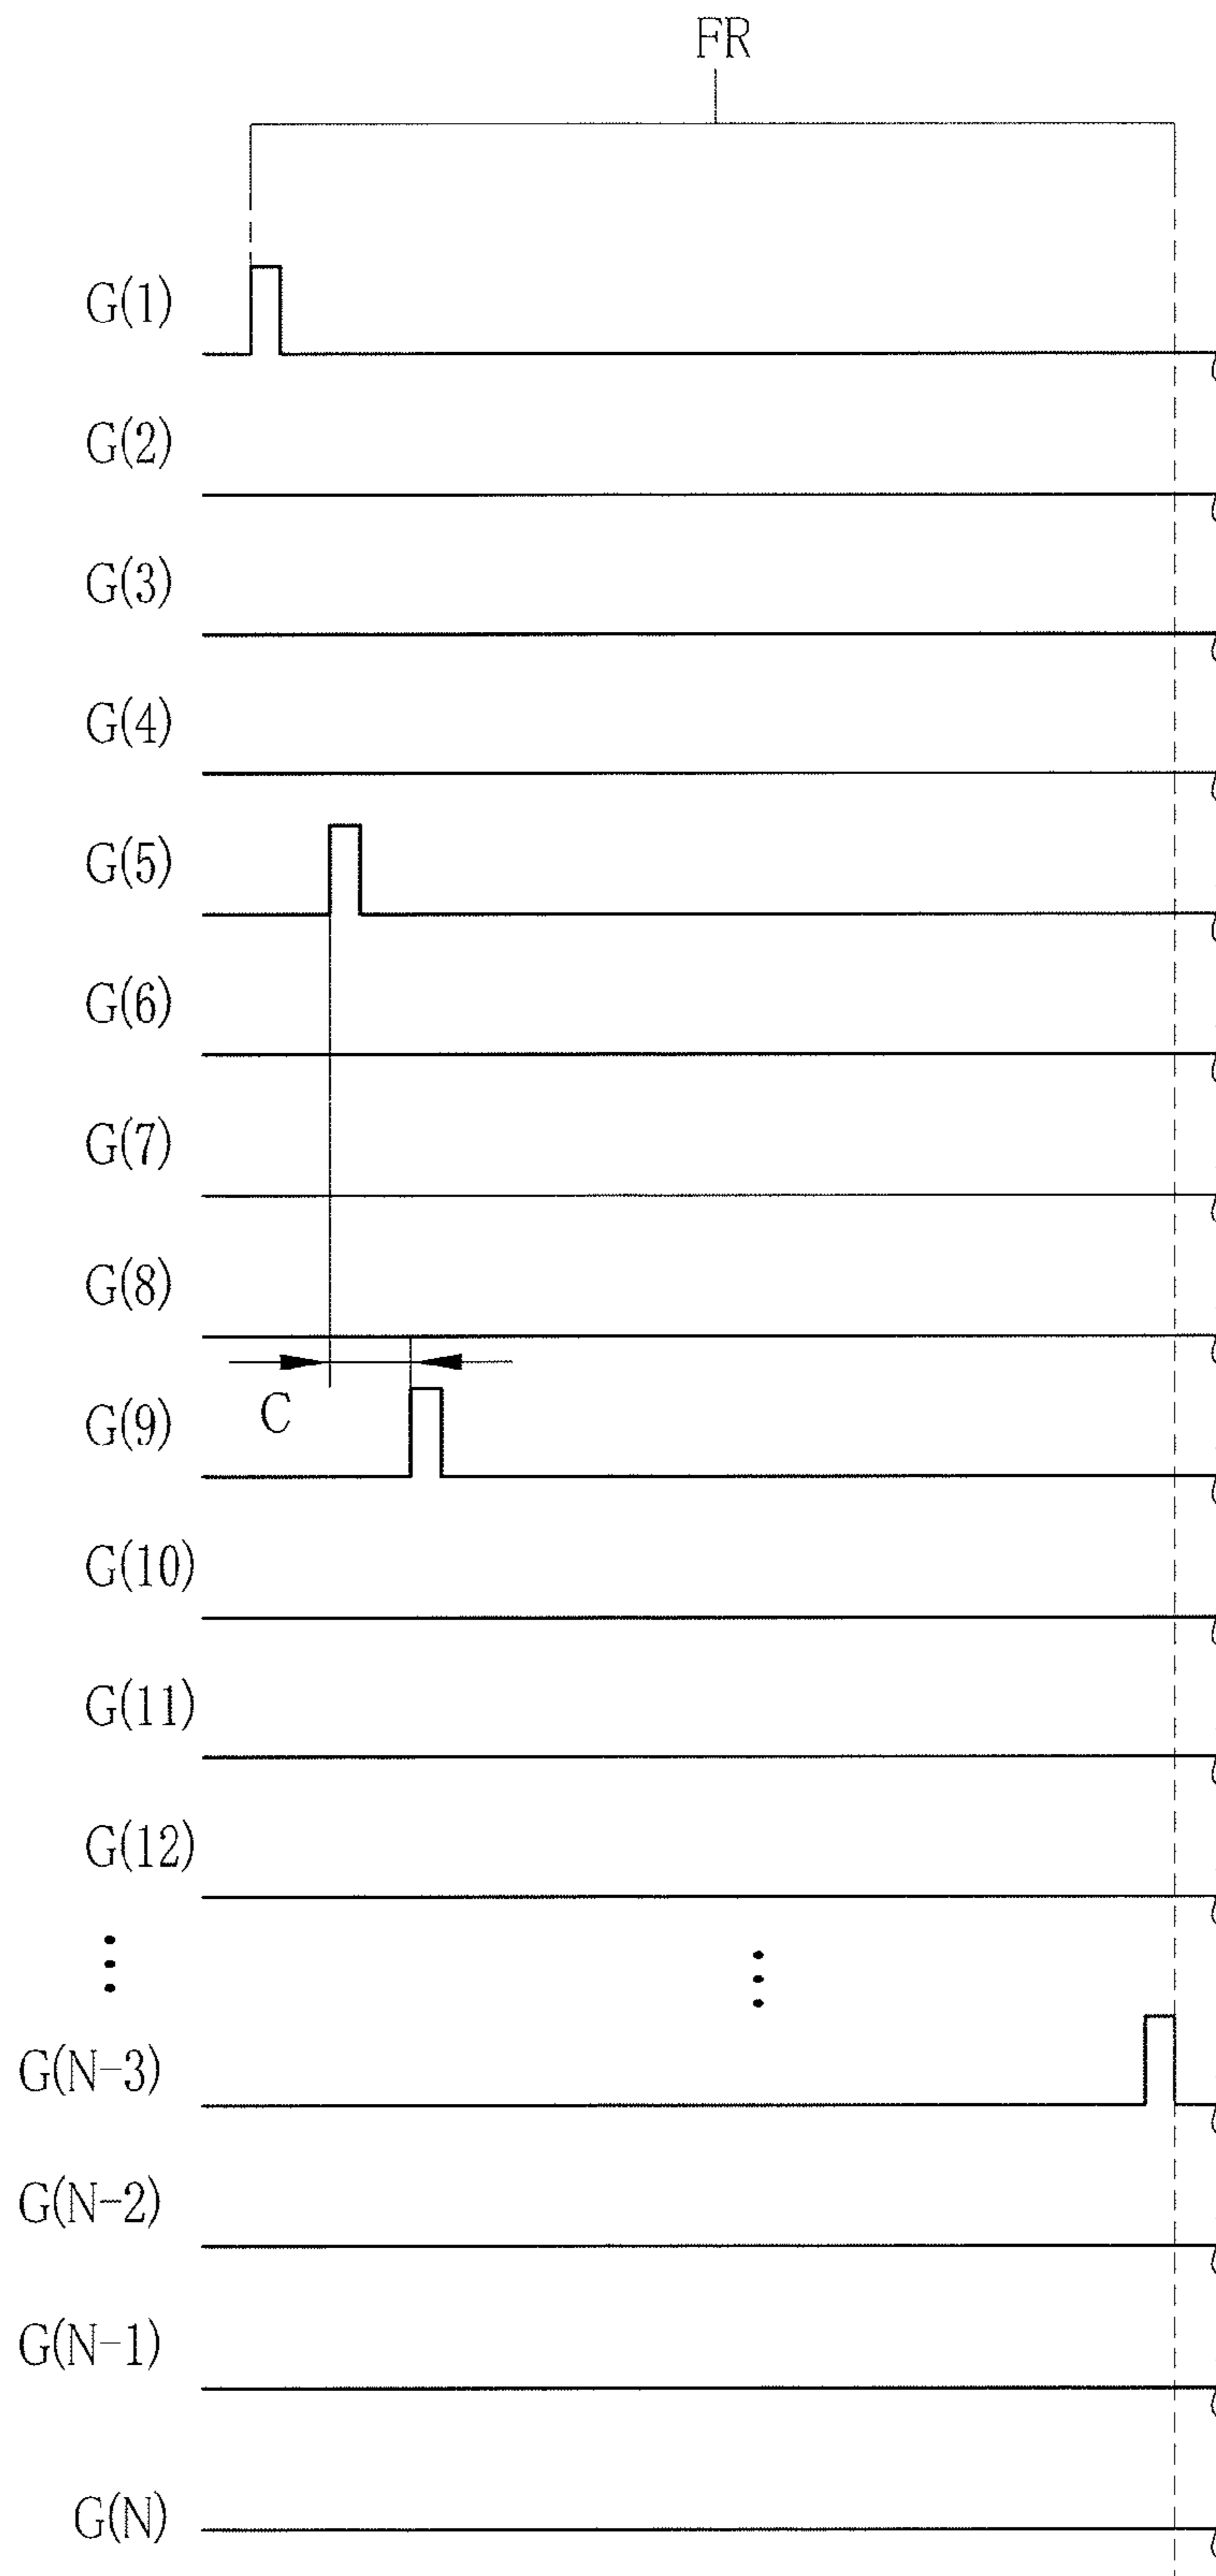 FR
G(1)
G(2)
G(3)
G(4)
G(5)
G(6)
G(7)
G(8)
C
G(9)
G(10)
G(11)
G(12)
G(N-3)
G(N-2)
G(N-1)
G(N)